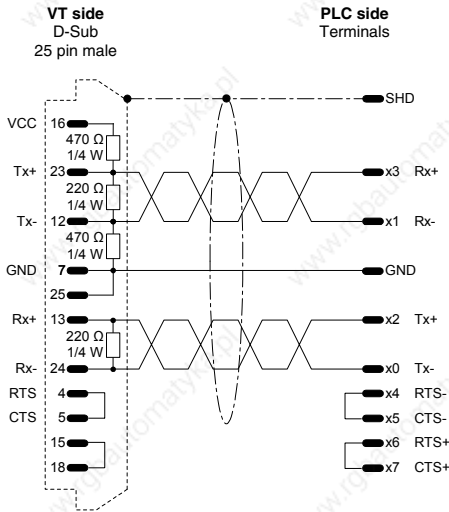 VT side
D-Sub
25 pin male
PLC side
Terminals
SHD
VCC 16
470 Ω
1/4 W
Tx+ 23
x3 Rx+
220 Ω
1/4 W
Tx- 12
x1 Rx-
470 Ω
1/4 W
GND 7
GND
25
Rx+ 13
x2 Tx+
220 Ω
1/4 W
Rx- 24
x0 Tx-
RTS 4
x4 RTS-
CTS 5
x5 CTS-
15
x6 RTS+
18
x7 CTS+
www.rgbautomatyka.pl